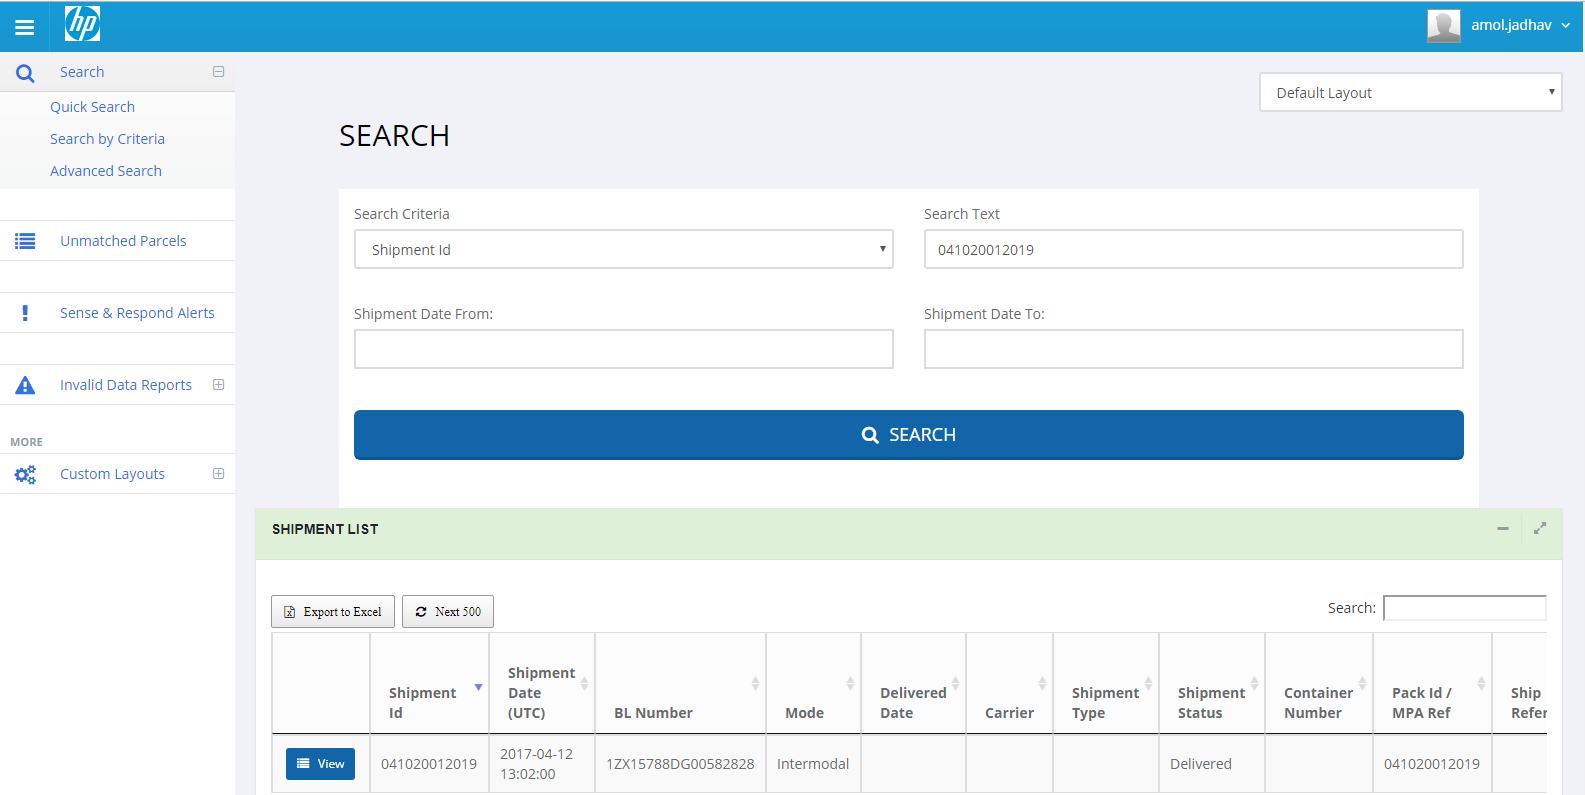 hp
amol.jadhav
Search
Quick Search
Search by Criteria
Advanced Search
Unmatched Parcels
Sense & Respond Alerts
Invalid Data Reports
MORE
Custom Layouts
Default Layout
SEARCH
Search Criteria
Search Text
Shipment Id
041020012019
Shipment Date From:
Shipment Date To:
SEARCH
SHIPMENT LIST
Export to Excel
Next 500
Search:
Shipment
Id
Shipment
Date
(UTC)
BL Number
Mode
Delivered
Date
Carrier
Shipment
Type
Shipment
Status
Container
Number
Pack Id /
MPA Ref
Ship
Refer
View
041020012019
2017-04-12
13:02:00
1ZX15788DG00582828
Intermodal
Delivered
041020012019